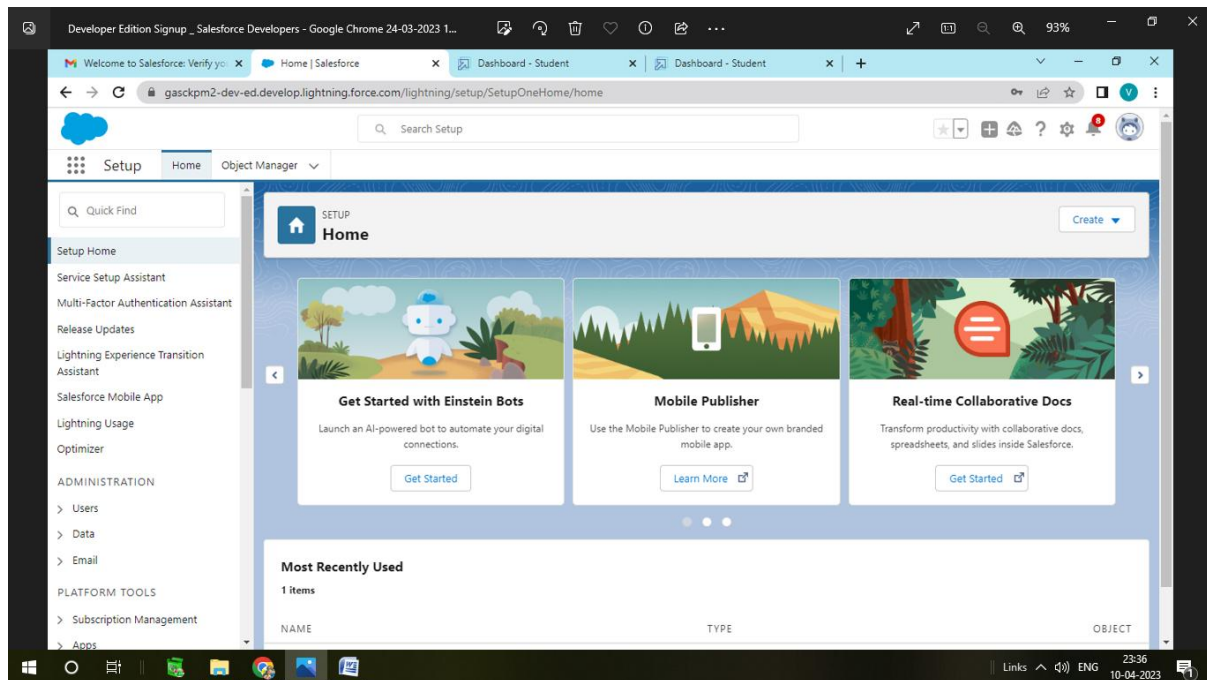 Developer Edition Signup _ Salesforce Developers - Google Chrome 24-03-2023 1...
93%
Welcome to Salesforce: Verify yo
Home | Salesforce
Dashboard - Student
Dashboard - Student
gasckpm2-dev-ed.develop.lightning.force.com/lightning/setup/SetupOneHome/home
V
Search Setup
8
Setup
Home
Object Manager
Quick Find
Setup Home
Service Setup Assistant
Multi-Factor Authentication Assistant
Release Updates
Lightning Experience Transition
Assistant
Salesforce Mobile App
Lightning Usage
Optimizer
ADMINISTRATION
Users
Data
Email
PLATFORM TOOLS
Subscription Management
Apps
SETUP
Home
Create
Get Started with Einstein Bots
Launch an AI-powered bot to automate your digital
connections.
Get Started
Mobile Publisher
Use the Mobile Publisher to create your own branded
mobile app.
Learn More
Real-time Collaborative Docs
Transform productivity with collaborative docs,
spreadsheets, and slides inside Salesforce.
Get Started
Most Recently Used
1 items
NAME
TYPE
OBJECT
Links
ENG
23:36
10-04-2023
1